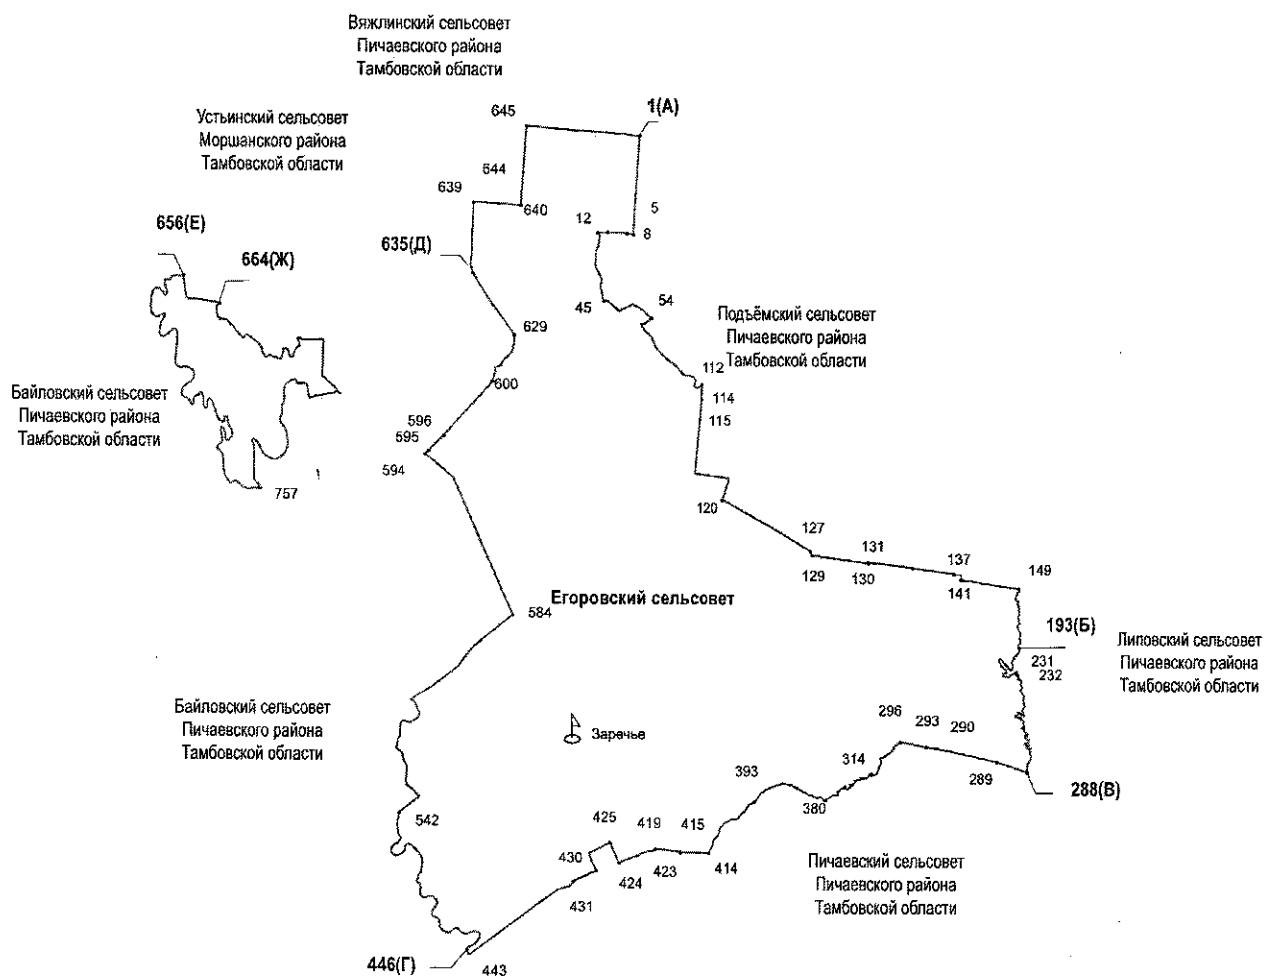 Вяжлинский сельсовет
Пичаевского района
Тамбовской области
645
1(А)
Устьинский сельсовет
Моршанского района
Тамбовской области
644
639
640
5
12
8
656(Е)
635(Д)
664(Ж)
45
54
Подъёмский сельсовет
Пичаевского района
Тамбовской области
629
112
600
114
115
Байловский сельсовет
Пичаевского района
Тамбовской области
596
595
594
757
120
127
131
129
130
137
141
149
Егоровский сельсовет
584
193(Б)
231
232
Липовский сельсовет
Пичаевского района
Тамбовской области
Байловский сельсовет
Пичаевского района
Тамбовской области
Заречье
296
293
290
314
289
288(В)
393
380
542
425
419
415
430
424
423
414
431
Пичаевский сельсовет
Пичаевского района
Тамбовской области
446(Г)
443